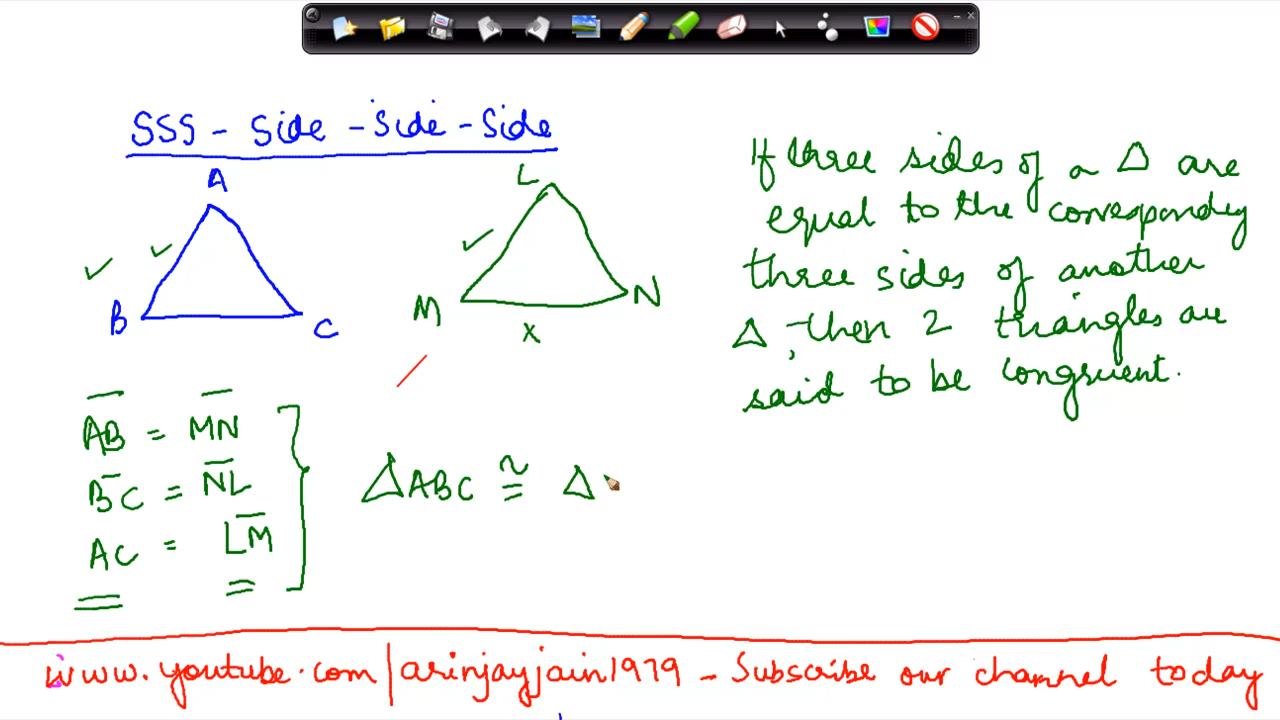 SSS - Side - Side - Side
A
B
C
L
M
N
x
AB = MN
BC = NL
AC = LM
△ABC ≅ △
If three sides of a △ are
equal to the corresponding
three sides of another
△, then 2 triangles are
said to be congruent.
www.youtube.com/arinjayjain1979 - Subscribe our channel today